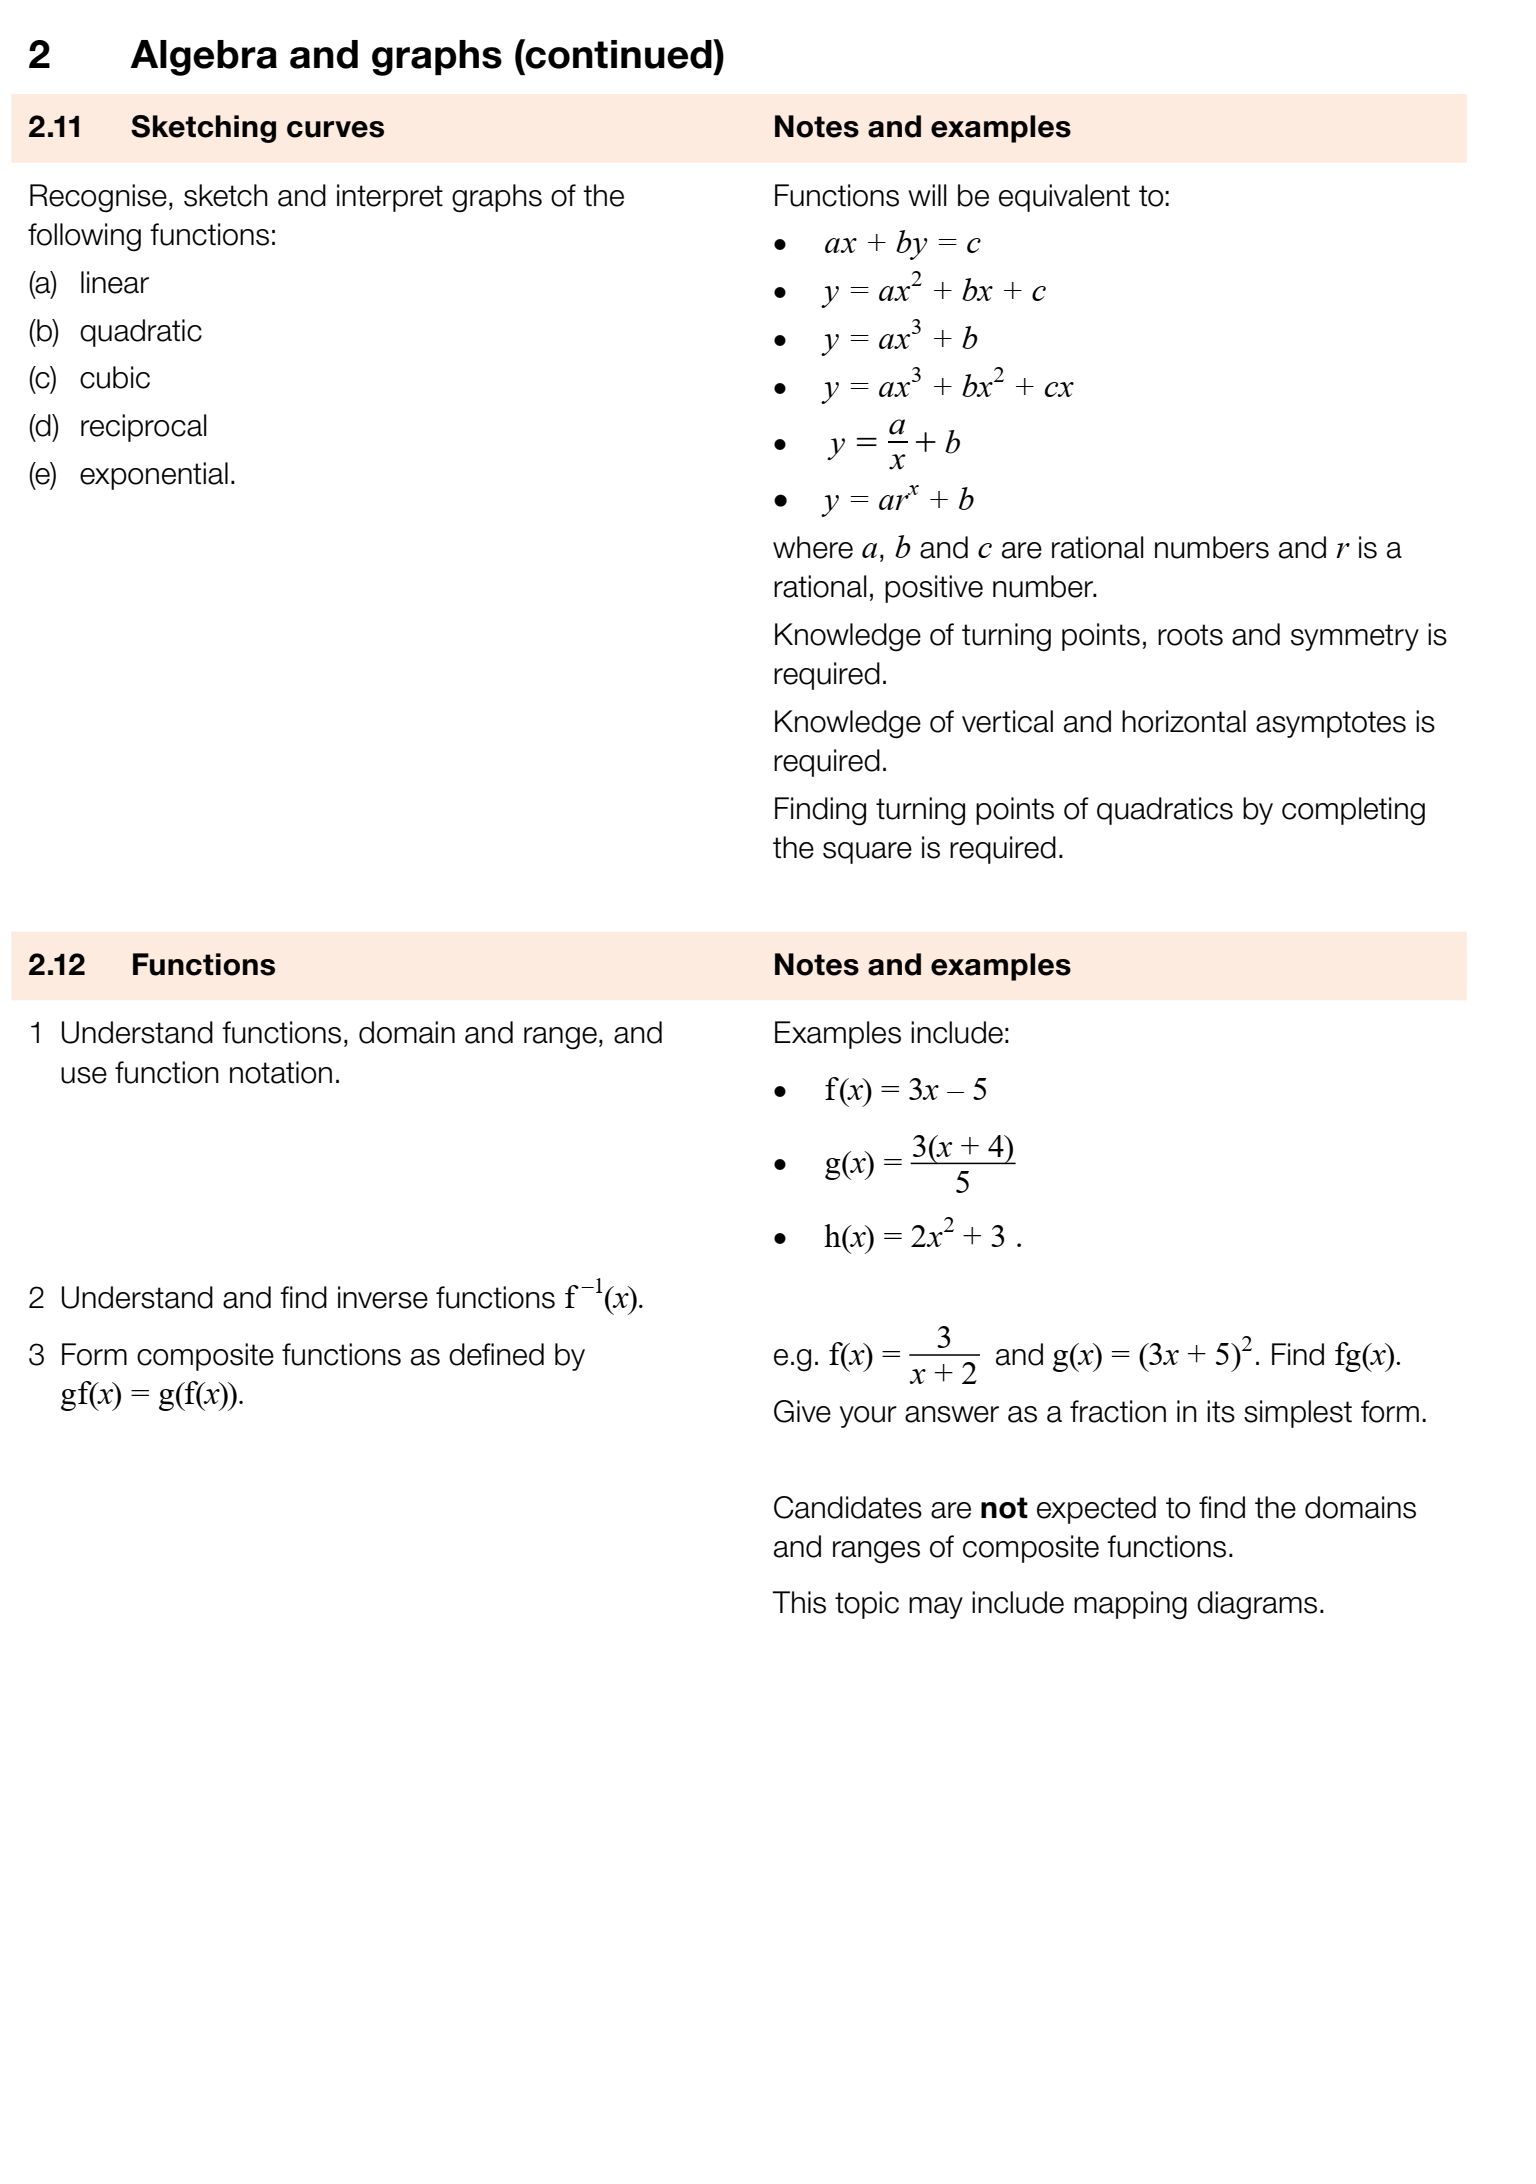 2 Algebra and graphs (continued)
2.11 Sketching curves
Notes and examples
Recognise, sketch and interpret graphs of the
following functions:
(a) linear
(b) quadratic
(c) cubic
(d) reciprocal
(e) exponential.
Functions will be equivalent to:
• ax + by = c
• y = ax² + bx + c
• y = ax³ + b
• y = ax³ + bx² + cx
• y = a/x + b
• y = arˣ + b
where a, b and c are rational numbers and r is a
rational, positive number.
Knowledge of turning points, roots and symmetry is
required.
Knowledge of vertical and horizontal asymptotes is
required.
Finding turning points of quadratics by completing
the square is required.
2.12 Functions
Notes and examples
1 Understand functions, domain and range, and
use function notation.
Examples include:
• f(x) = 3x – 5
• g(x) = 3(x + 4)/5
• h(x) = 2x² + 3 .
2 Understand and find inverse functions f⁻¹(x).
3 Form composite functions as defined by
gf(x) = g(f(x)).
e.g. f(x) = 3/(x + 2) and g(x) = (3x + 5)². Find fg(x).
Give your answer as a fraction in its simplest form.
Candidates are not expected to find the domains
and ranges of composite functions.
This topic may include mapping diagrams.